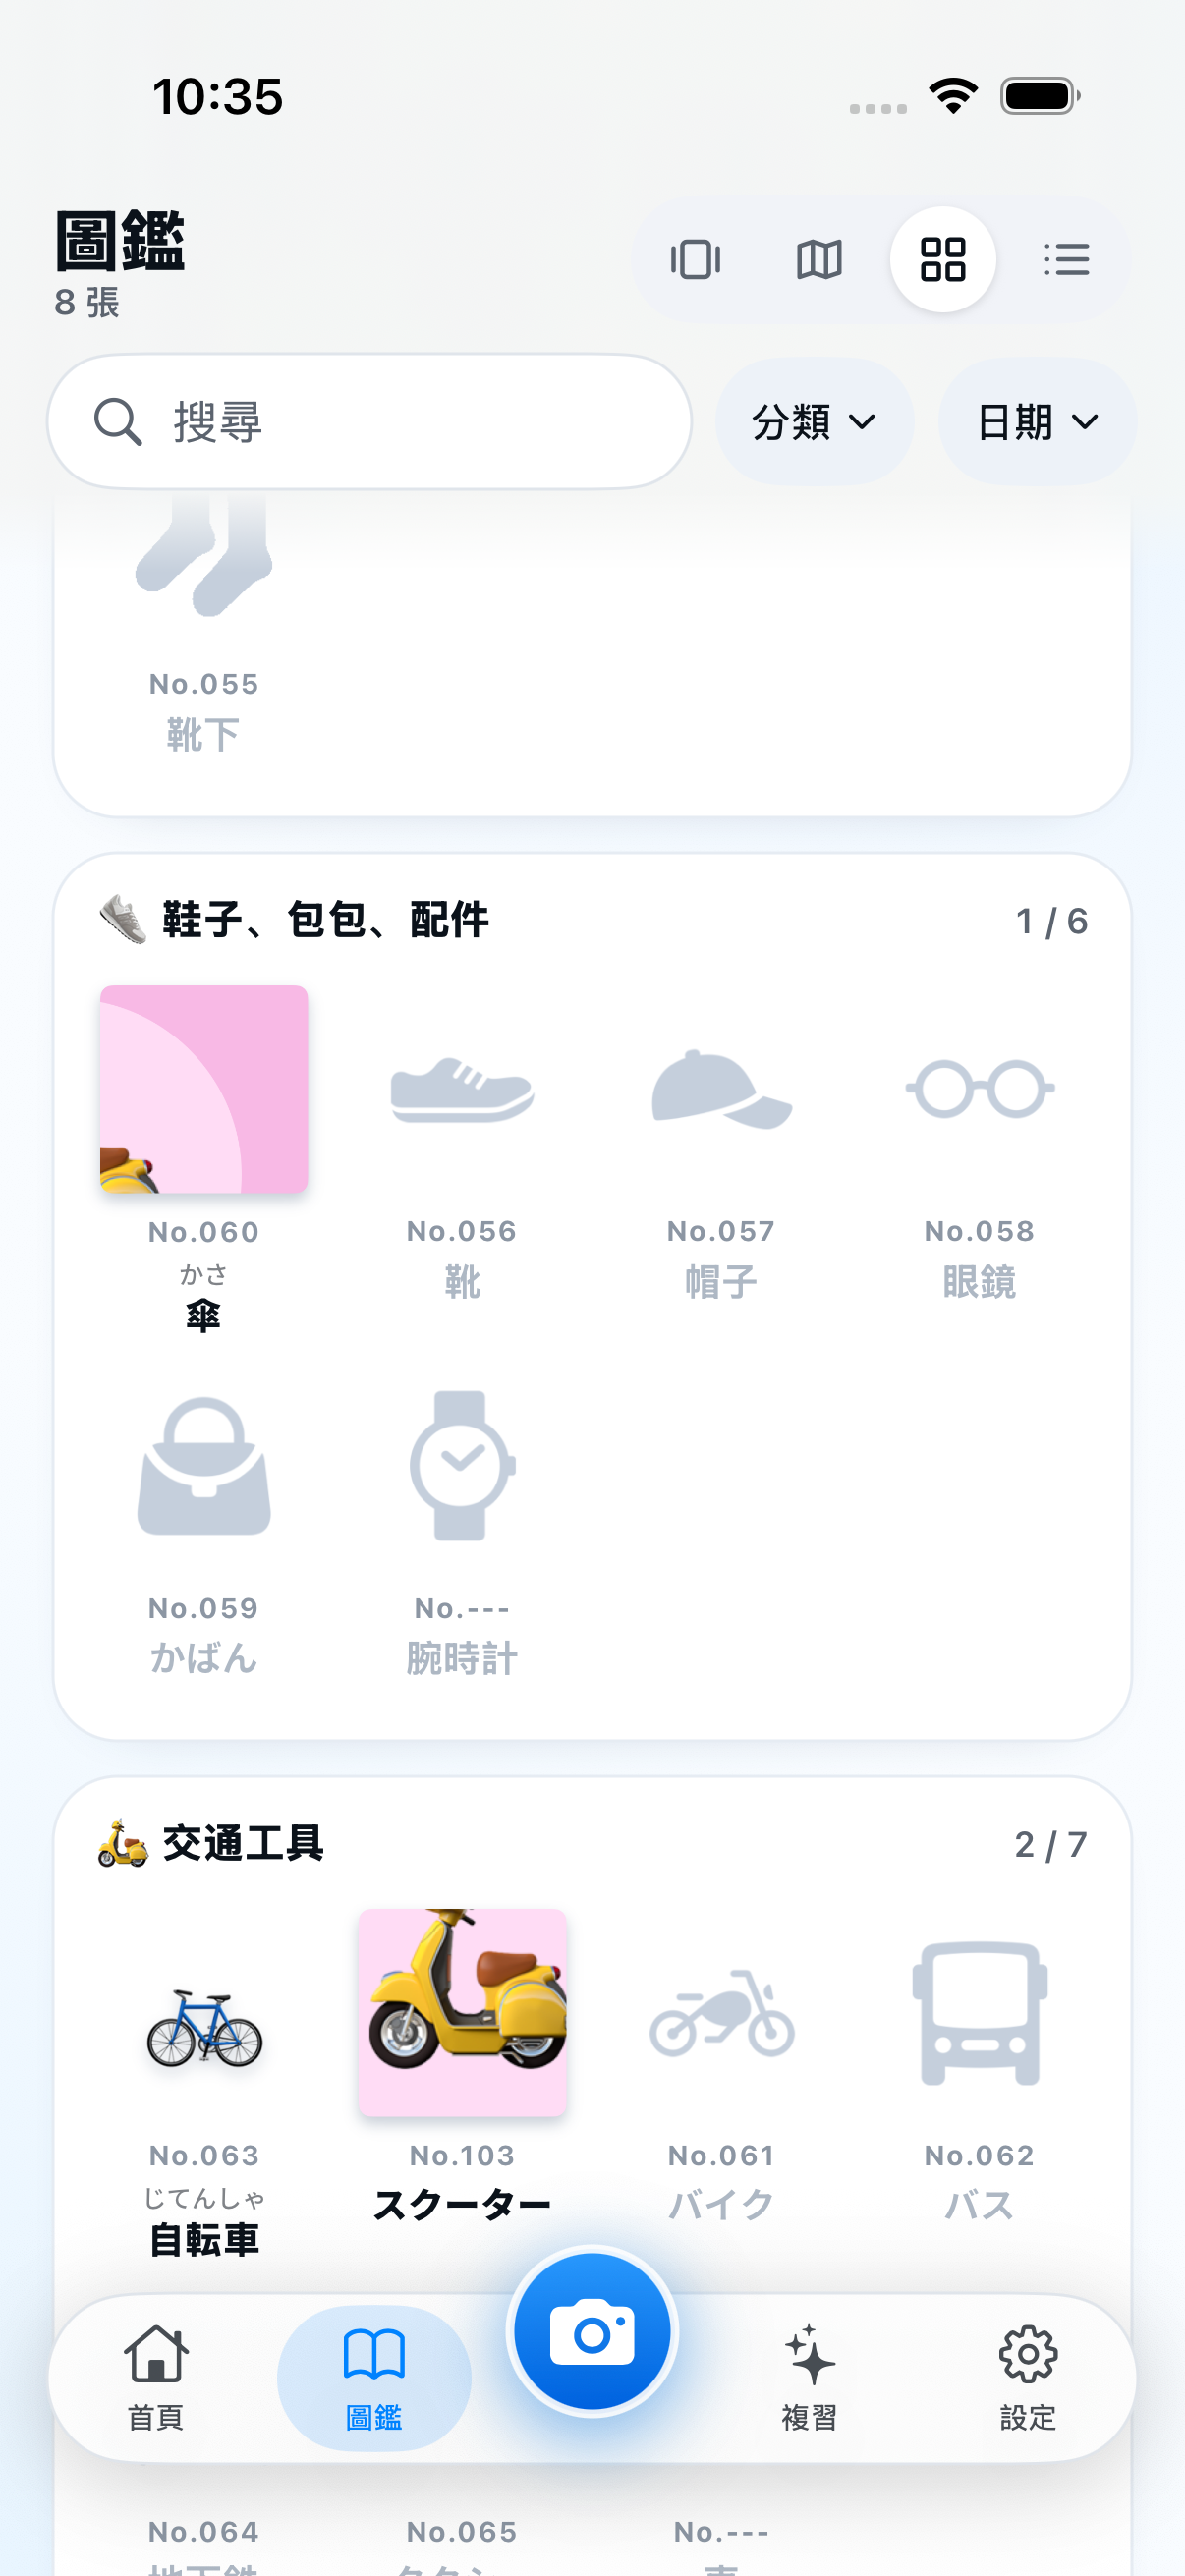 10:35
圖鑑
8 張
搜尋
分類
日期
No.055
靴下
鞋子、包包、配件
1 / 6
No.060
かさ
傘
No.056
靴
No.057
帽子
No.058
眼鏡
No.059
かばん
No.---
腕時計
交通工具
2 / 7
No.063
じてんしゃ
自転車
No.103
スクーター
No.061
バイク
No.062
バス
首頁
圖鑑
複習
設定
No.064
No.065
No.---